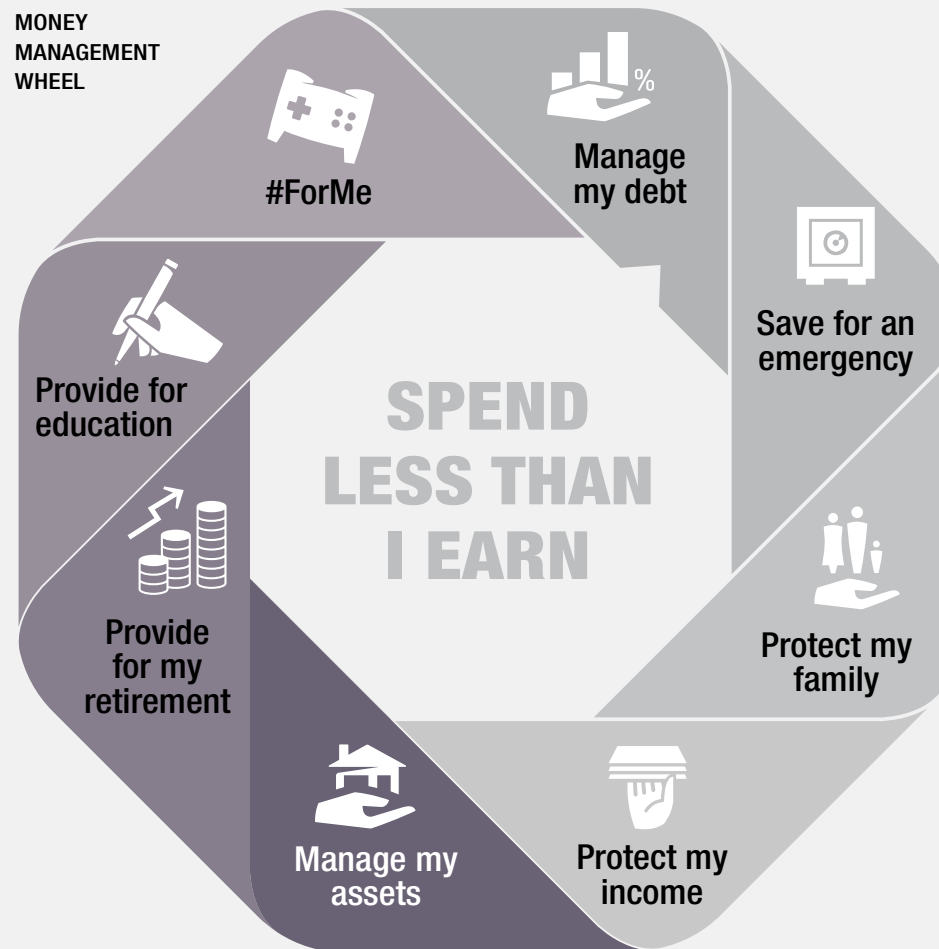 MONEY
MANAGEMENT
WHEEL
#ForMe
Manage
my debt
%
Save for an
emergency
Protect my
family
Protect my
income
Manage my
assets
Provide
for my
retirement
Provide for
education
SPEND
LESS THAN
I EARN